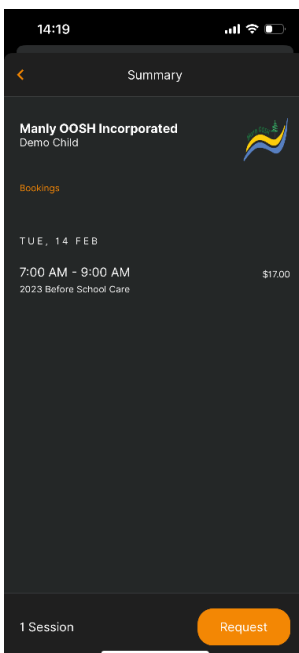 14:19
Summary
Manly OOSH Incorporated
Demo Child
Bookings
TUE, 14 FEB
7:00 AM - 9:00 AM
$17.00
2023 Before School Care
1 Session
Request